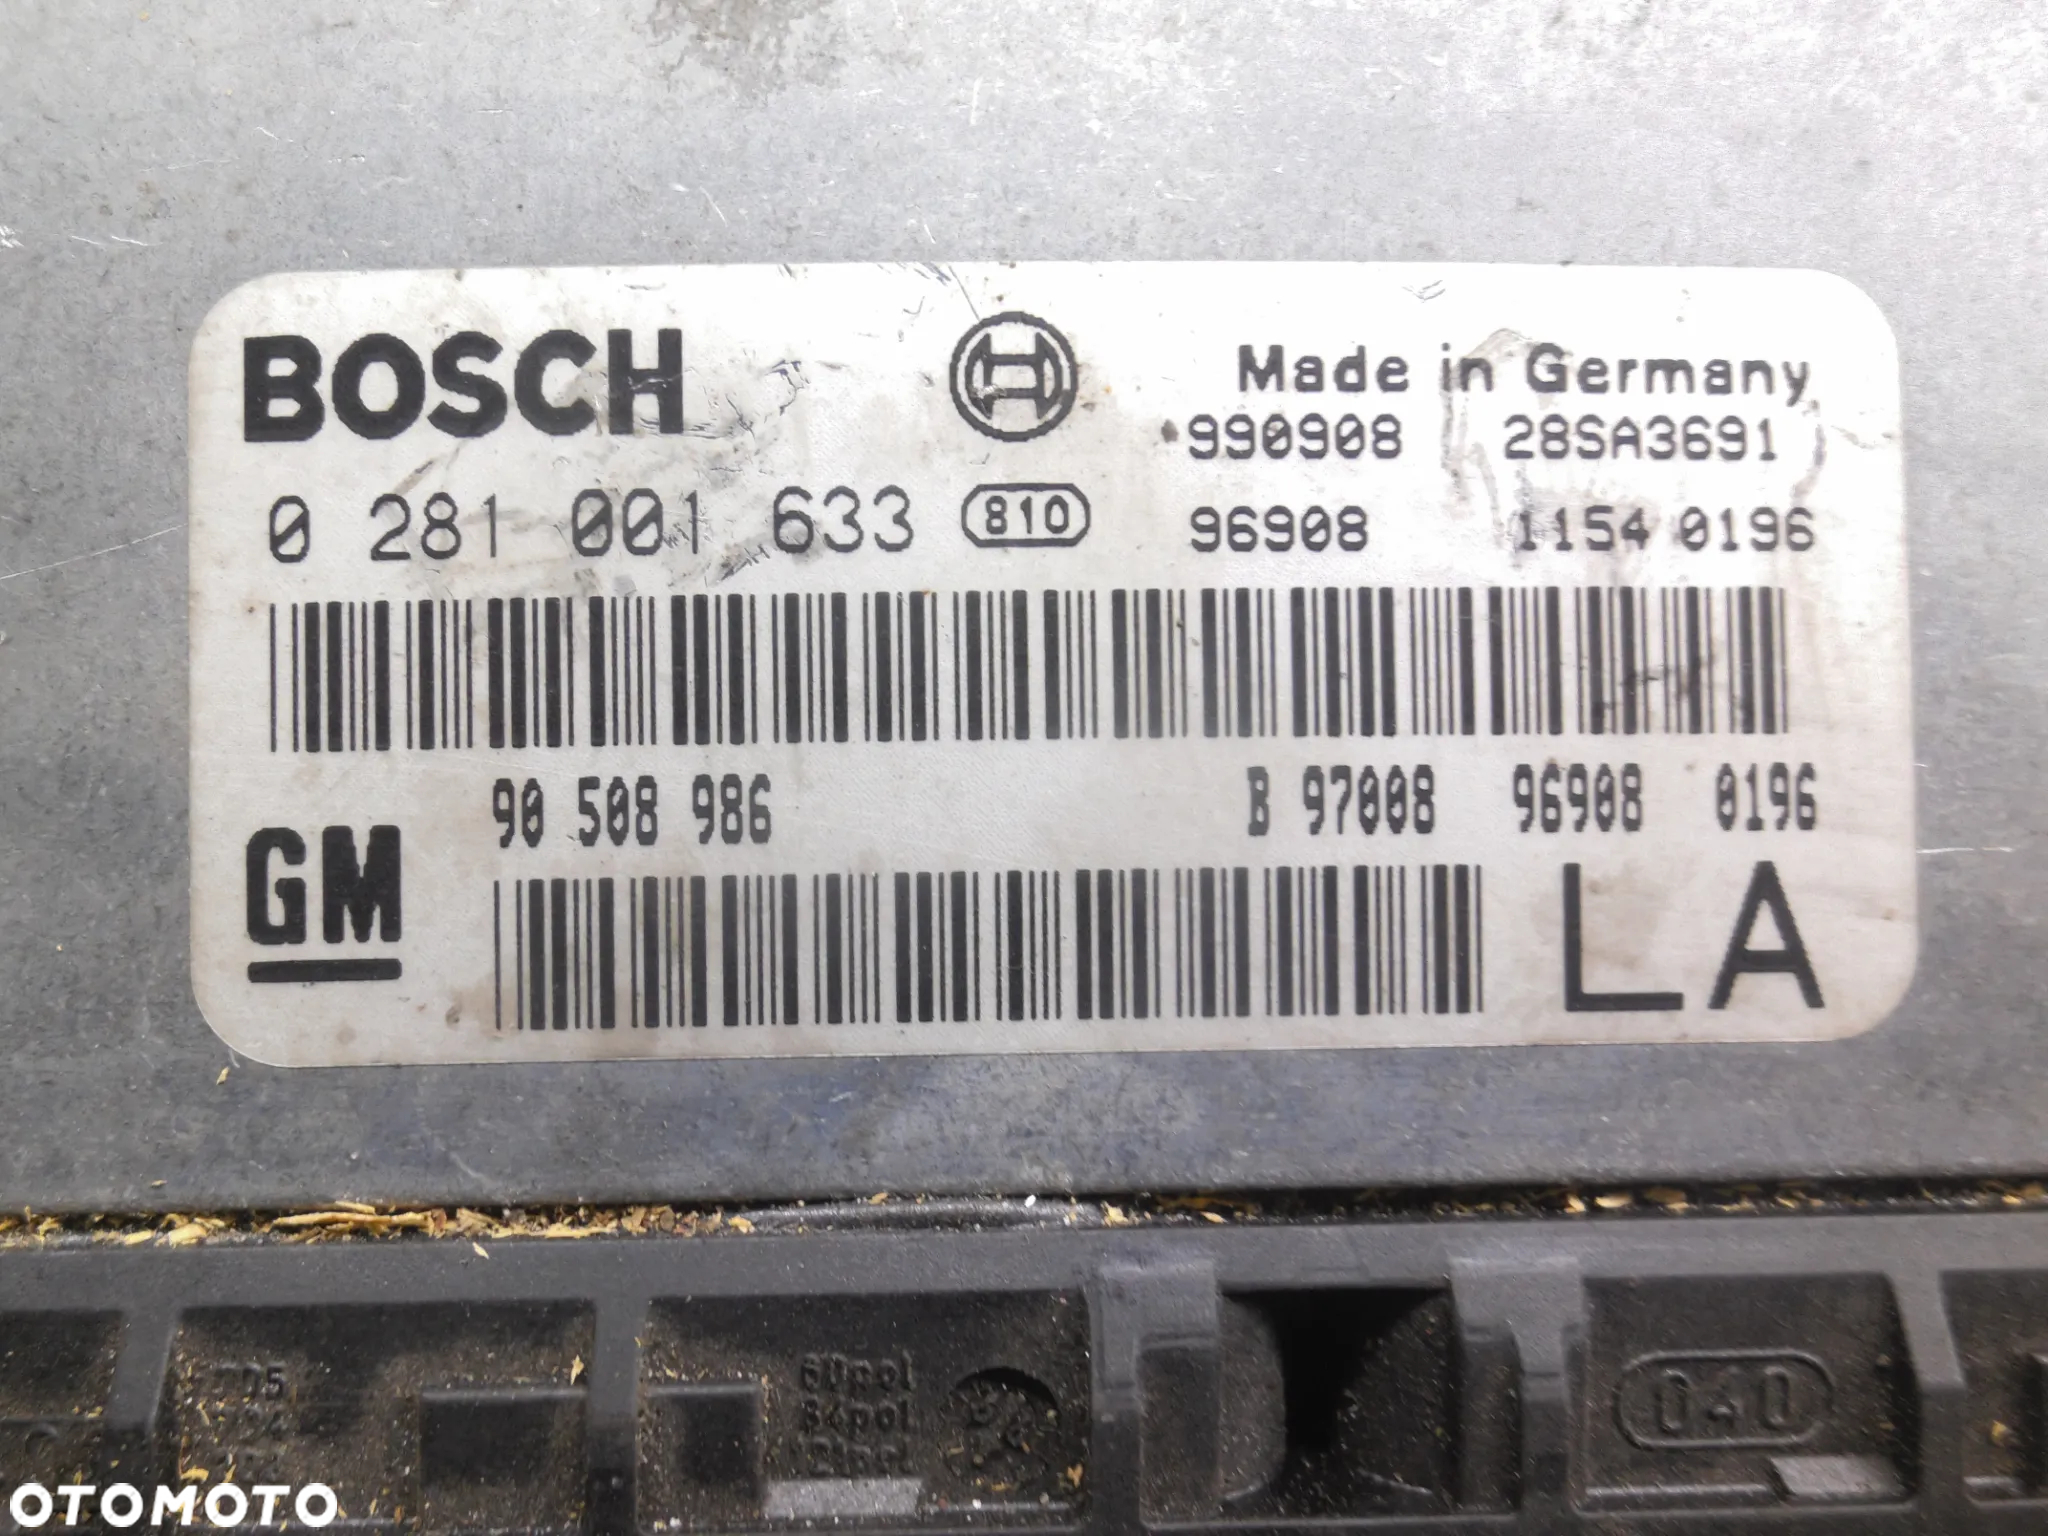 BOSCH
Made in Germany
990908 28SA3691
0 281 001 633 810 96908 1154 0196
90 508 986 B 97008 96908 0196
GM
LA
60pol
040
OTOMOTO